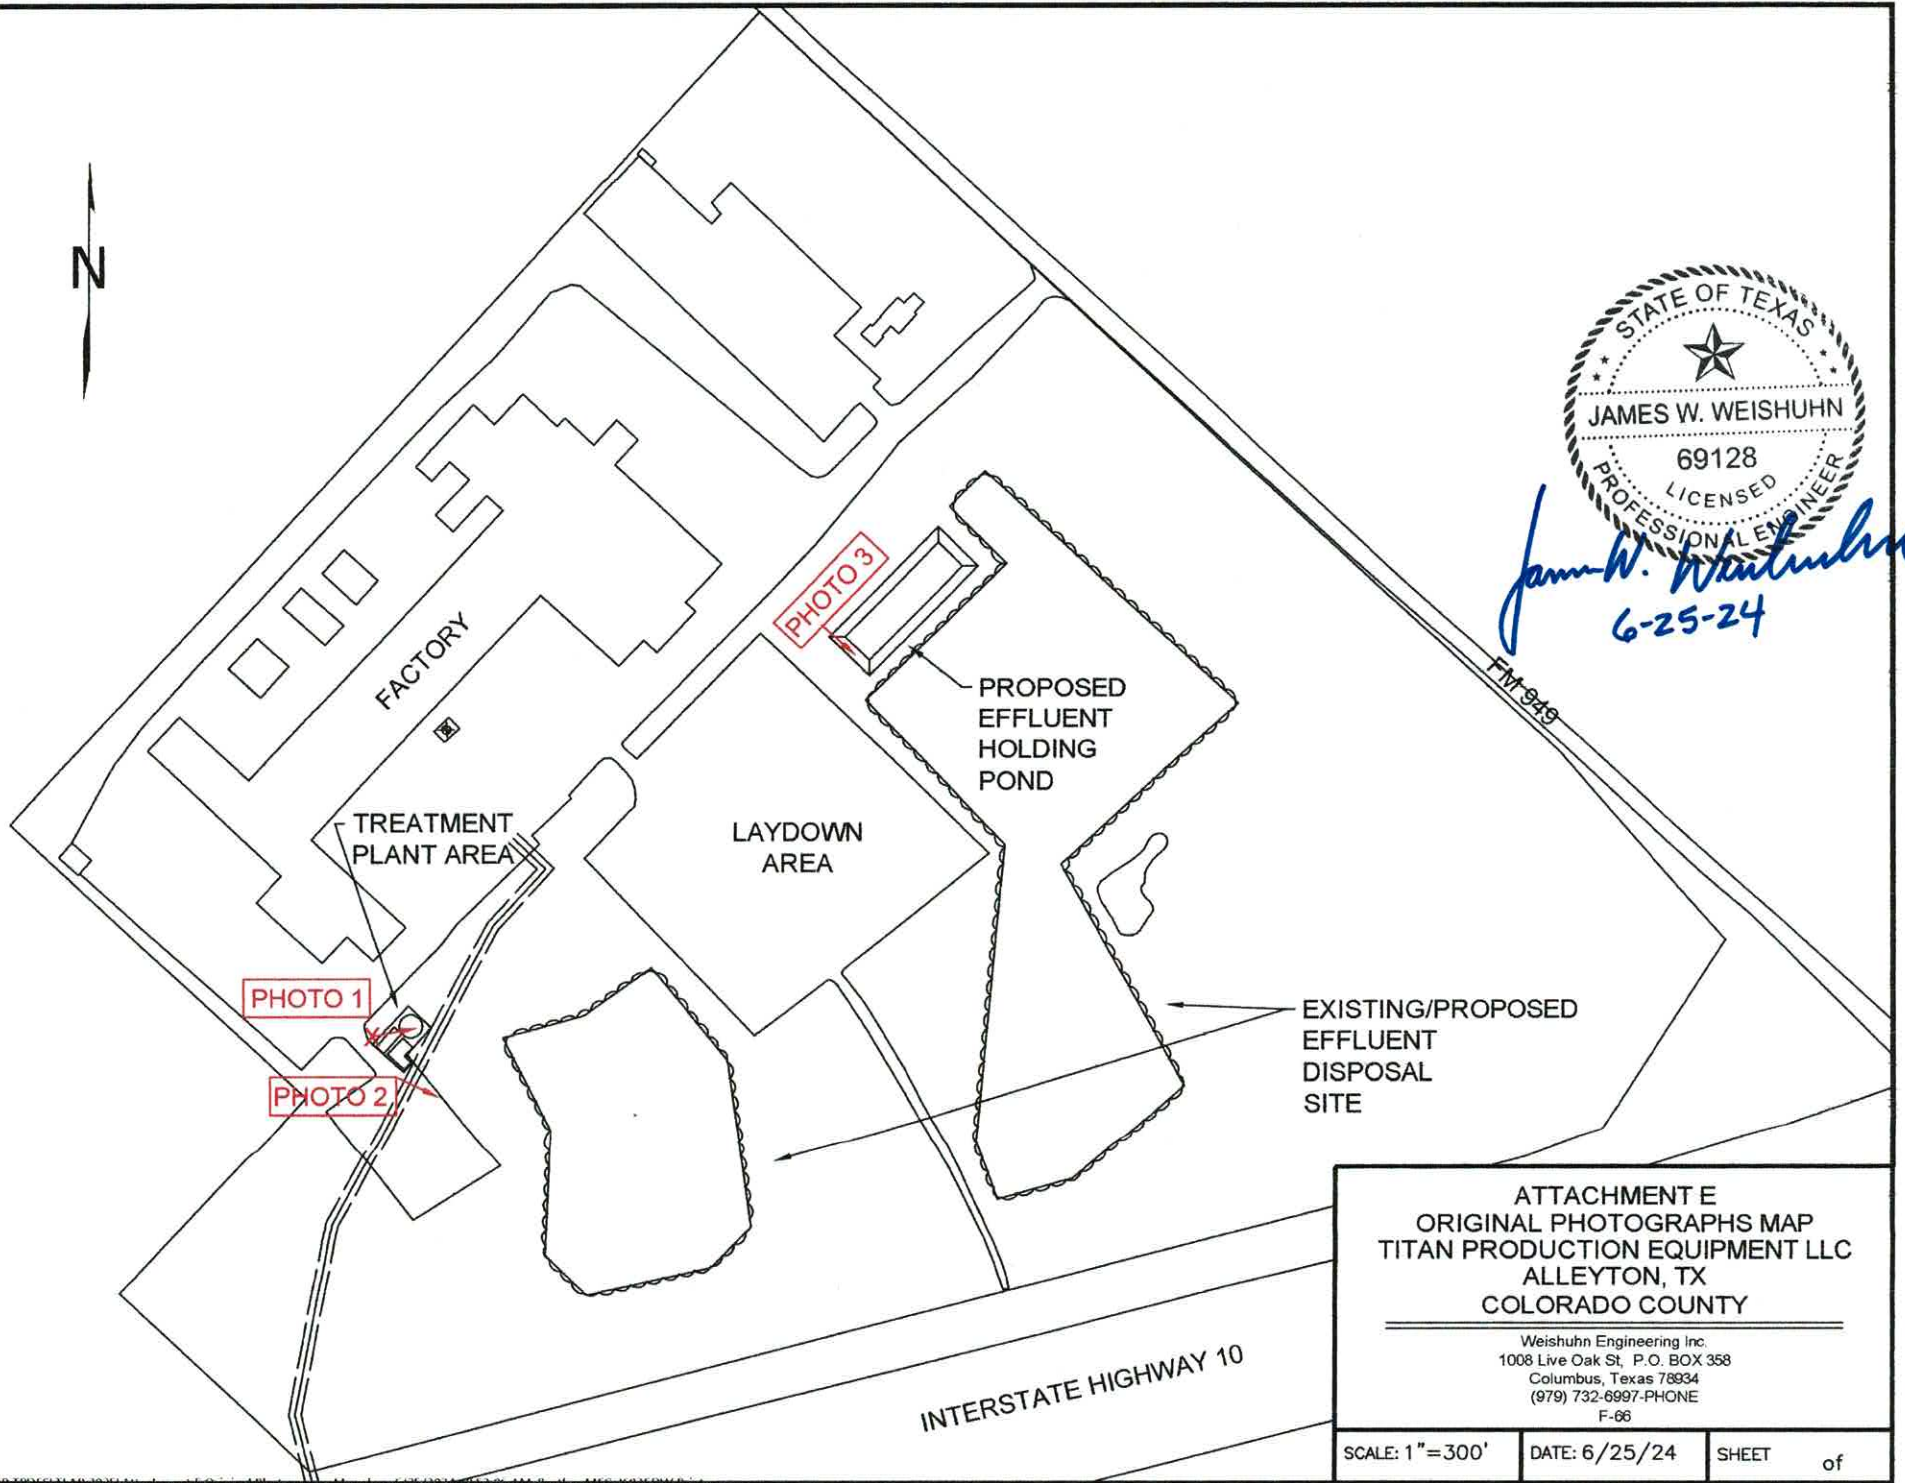 N
STATE OF TEXAS
JAMES W. WEISHUHN
69128
LICENSED
PROFESSIONAL ENGINEER
James W. Weishuhn
6-25-24
FM 949
PHOTO 3
FACTORY
PROPOSED
EFFLUENT
HOLDING
POND
TREATMENT
PLANT AREA
LAYDOWN
AREA
PHOTO 1
PHOTO 2
EXISTING/PROPOSED
EFFLUENT
DISPOSAL
SITE
INTERSTATE HIGHWAY 10
ATTACHMENT E
ORIGINAL PHOTOGRAPHS MAP
TITAN PRODUCTION EQUIPMENT LLC
ALLEYTON, TX
COLORADO COUNTY
Weishuhn Engineering Inc.
1008 Live Oak St, P.O. BOX 358
Columbus, Texas 78934
(979) 732-6997-PHONE
F-66
SCALE: 1"=300'
DATE: 6/25/24
SHEET of